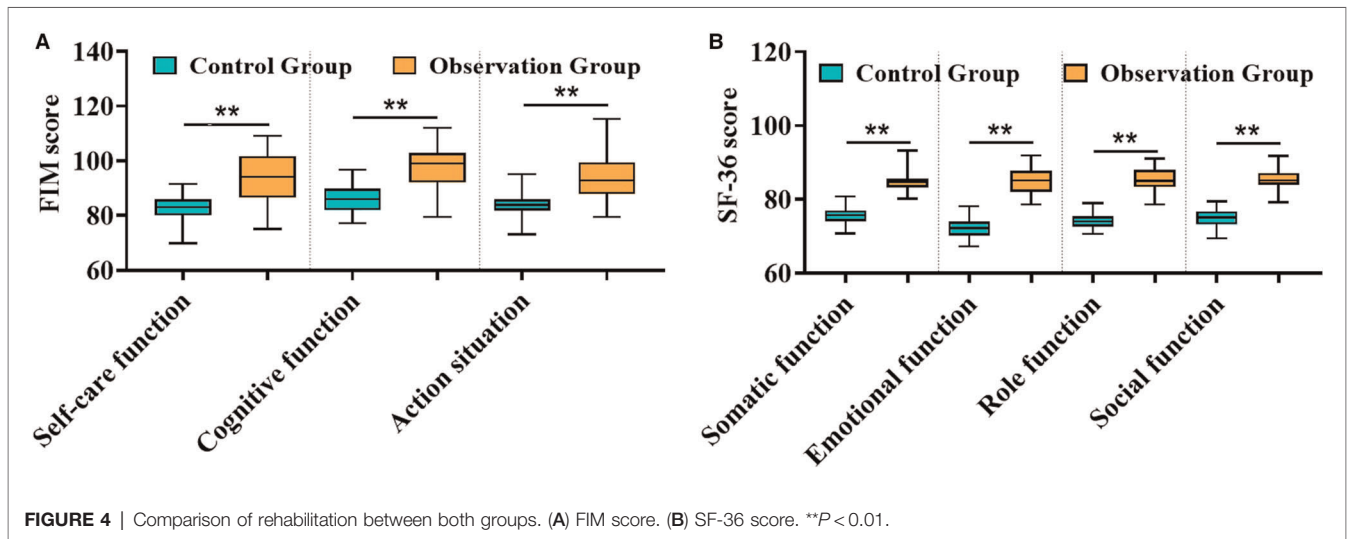 A
140
120
100
80
60
FIM score
Control Group
Observation Group
**
**
**
Self-care function
Cognitive function
Action situation
B
120
100
80
60
SF-36 score
Control Group
Observation Group
**
**
**
**
Somatic function
Emotional function
Role function
Social function
FIGURE 4 | Comparison of rehabilitation between both groups. (A) FIM score. (B) SF-36 score. **P < 0.01.